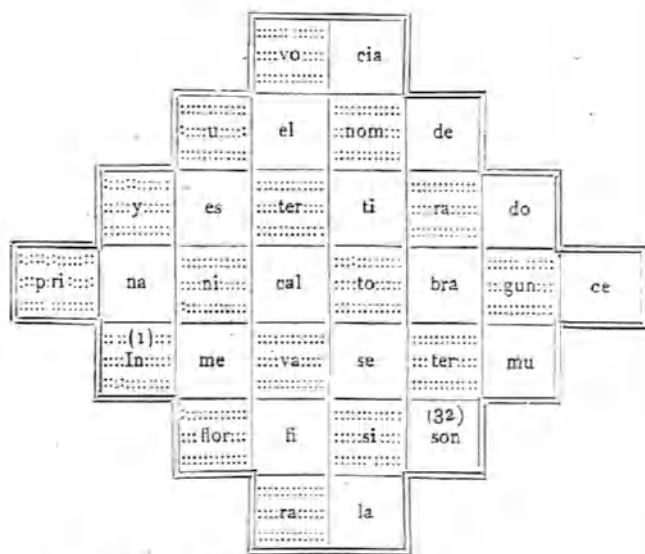 vo cia
u el nom de
y es ter ti ra do
pri na ni cal to bra gun ce
(1)
In me va se ter mu
(32)
flor fi si son
ra la